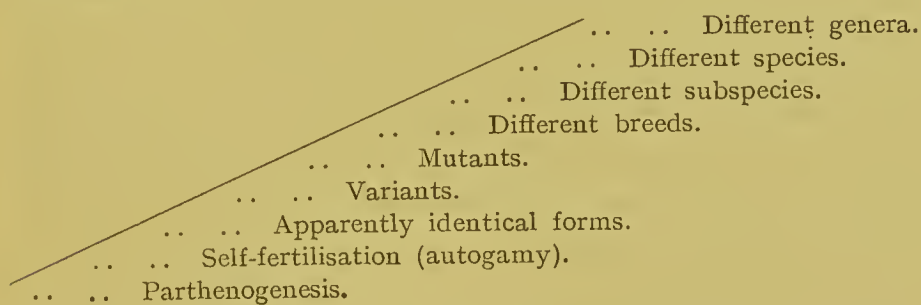 .. .. Different genera.
.. .. Different species.
.. .. Different subspecies.
.. .. Different breeds.
.. .. Mutants.
.. .. Variants.
.. .. Apparently identical forms.
.. .. Self-fertilisation (autogamy).
.. .. Parthenogenesis.